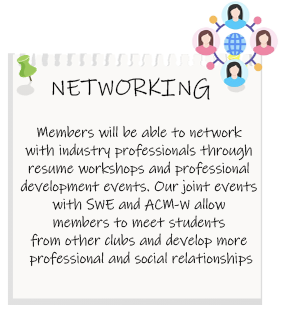 NETWORKING
Members will be able to network
with industry professionals through
resume workshops and professional
development events. Our joint events
with SWE and ACM-W allow
members to meet students
from other clubs and develop more
professional and social relationships